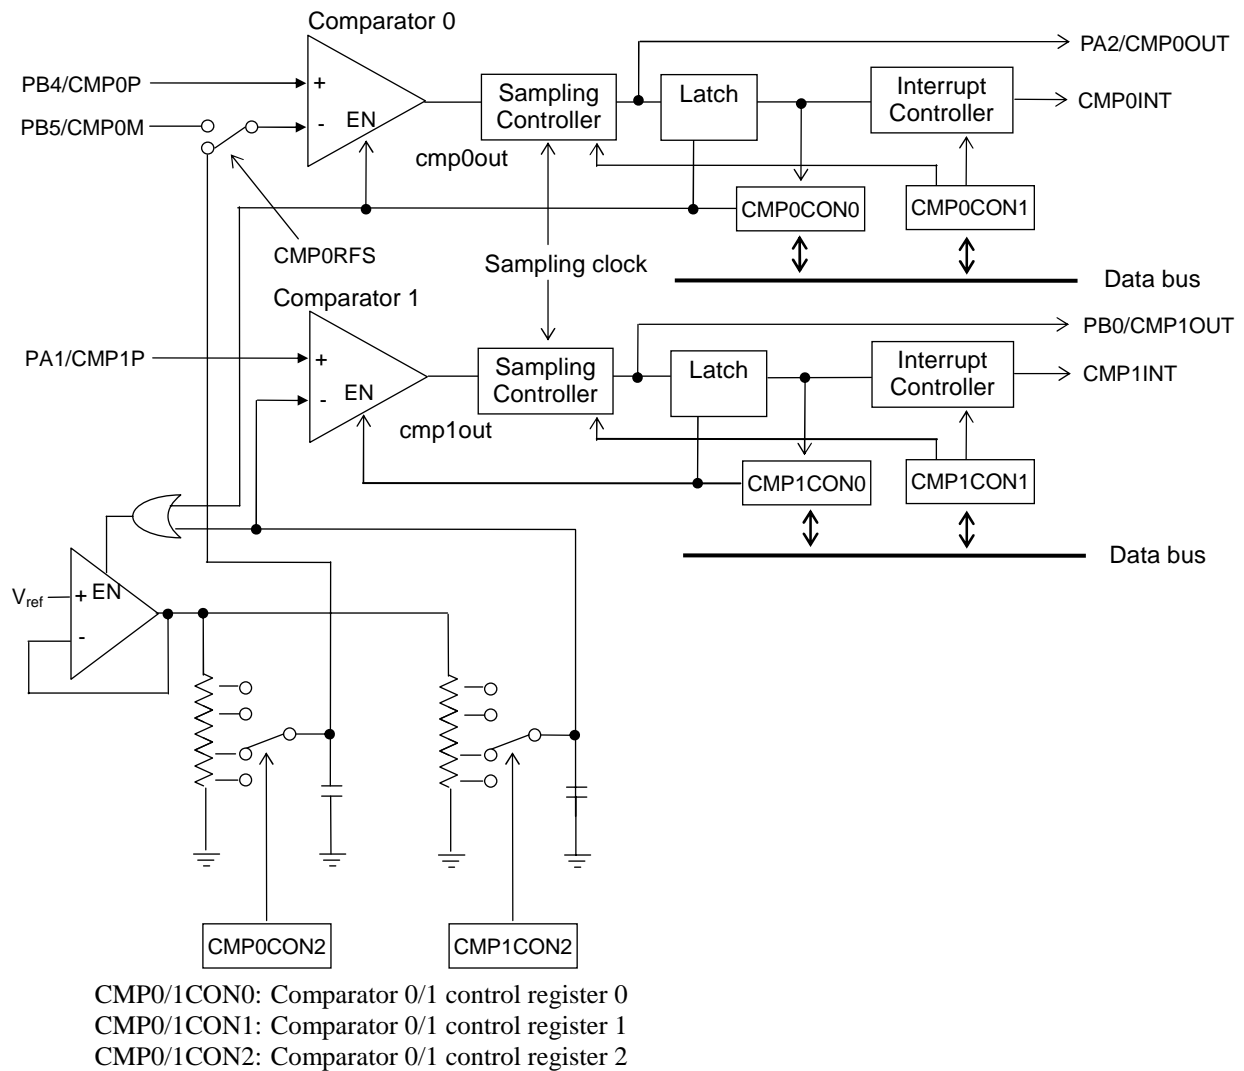 Comparator 0
PB4/CMP0P
PB5/CMP0M
+
-
EN
cmp0out
Sampling
Controller
Latch
Interrupt
Controller
PA2/CMP0OUT
CMP0INT
CMP0CON0
CMP0CON1
CMP0RFS
Sampling clock
Data bus
Comparator 1
PA1/CMP1P
+
-
EN
cmp1out
Sampling
Controller
Latch
Interrupt
Controller
PB0/CMP1OUT
CMP1INT
CMP1CON0
CMP1CON1
Data bus
Vref
+
EN
-
CMP0CON2
CMP1CON2
CMP0/1CON0: Comparator 0/1 control register 0
CMP0/1CON1: Comparator 0/1 control register 1
CMP0/1CON2: Comparator 0/1 control register 2